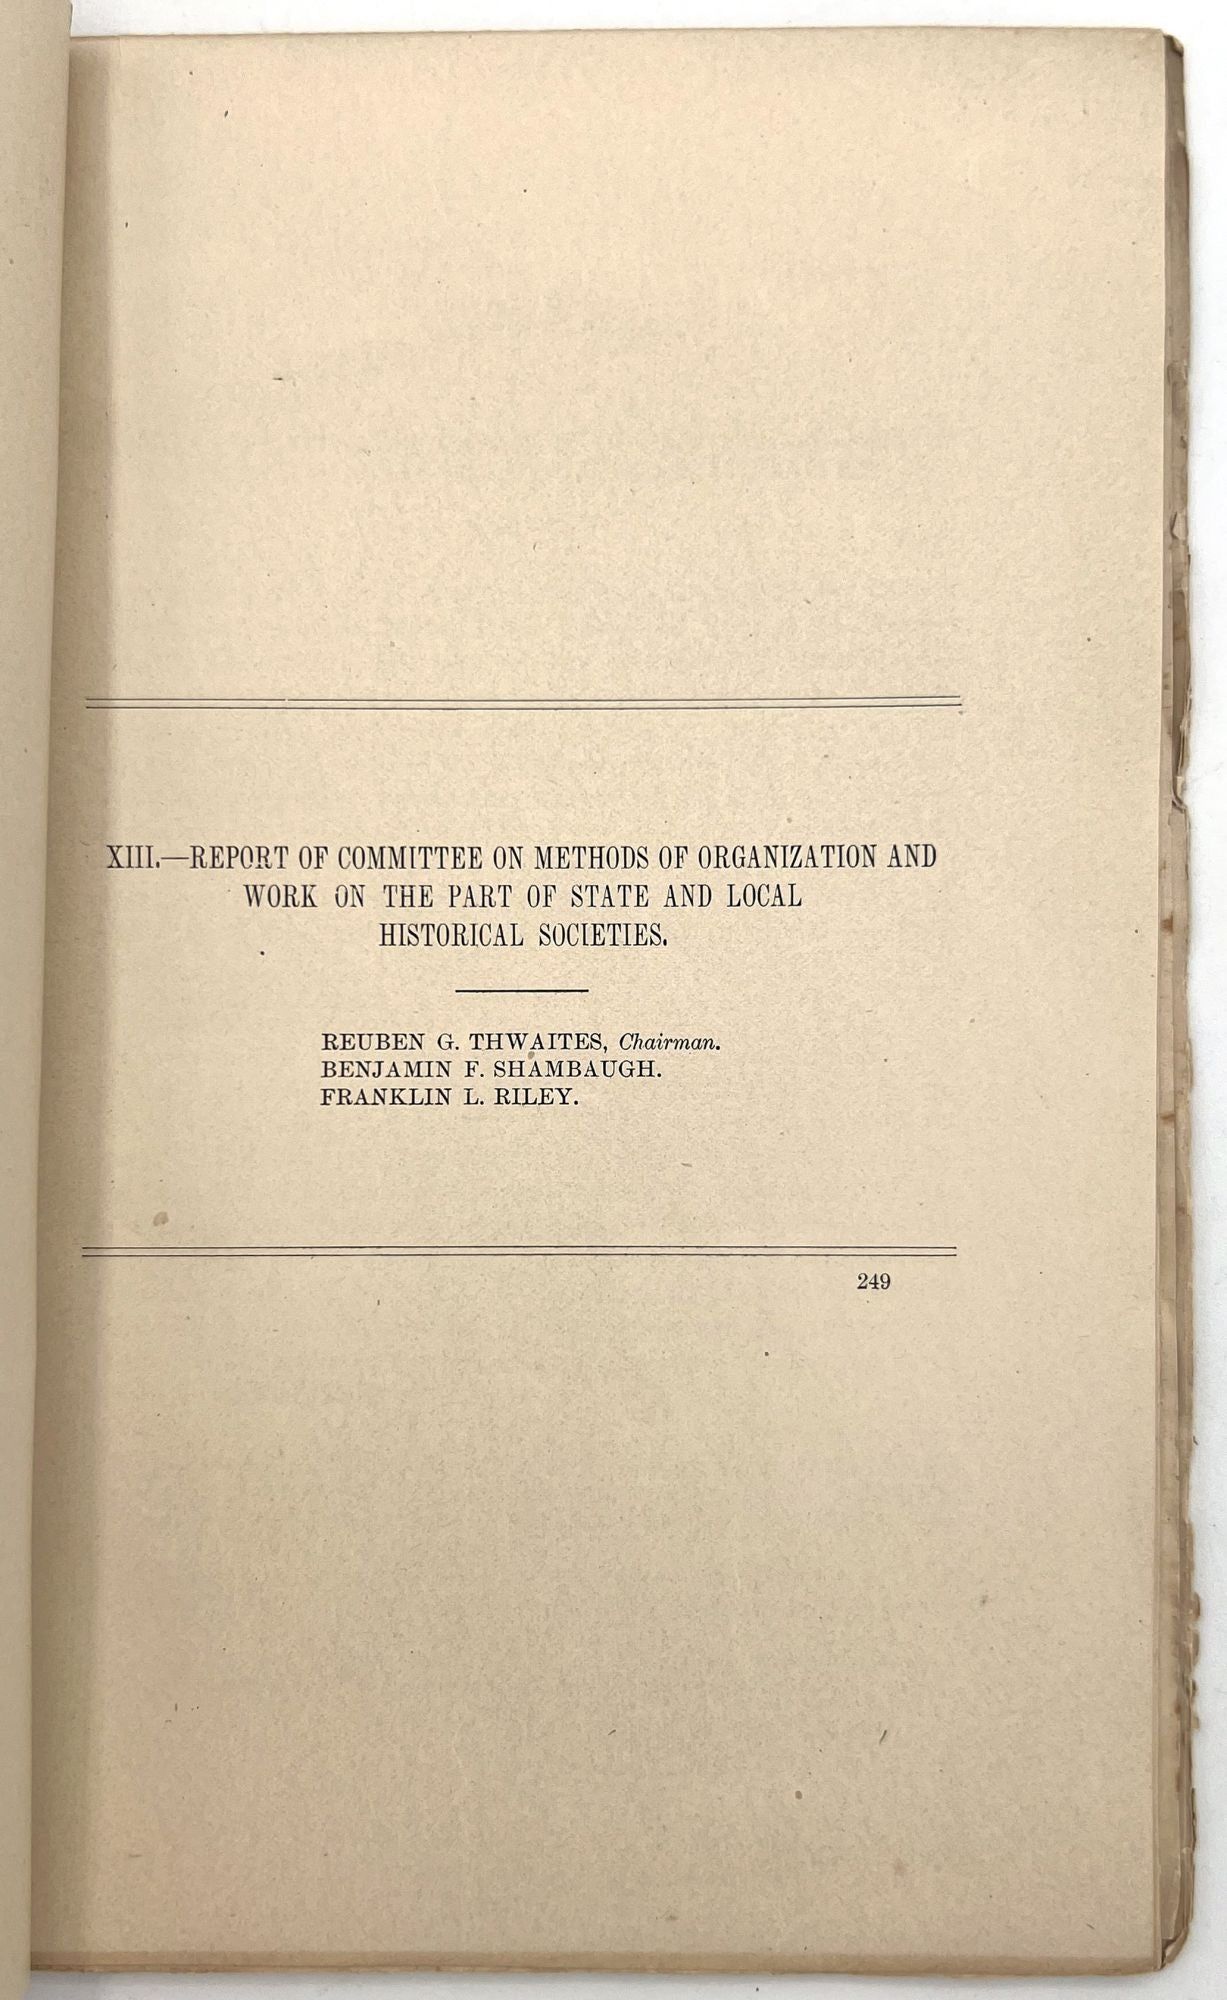 XIII.—REPORT OF COMMITTEE ON METHODS OF ORGANIZATION AND
WORK ON THE PART OF STATE AND LOCAL
HISTORICAL SOCIETIES.
REUBEN G. THWAITES, Chairman.
BENJAMIN F. SHAMBAUGH.
FRANKLIN L. RILEY.
249